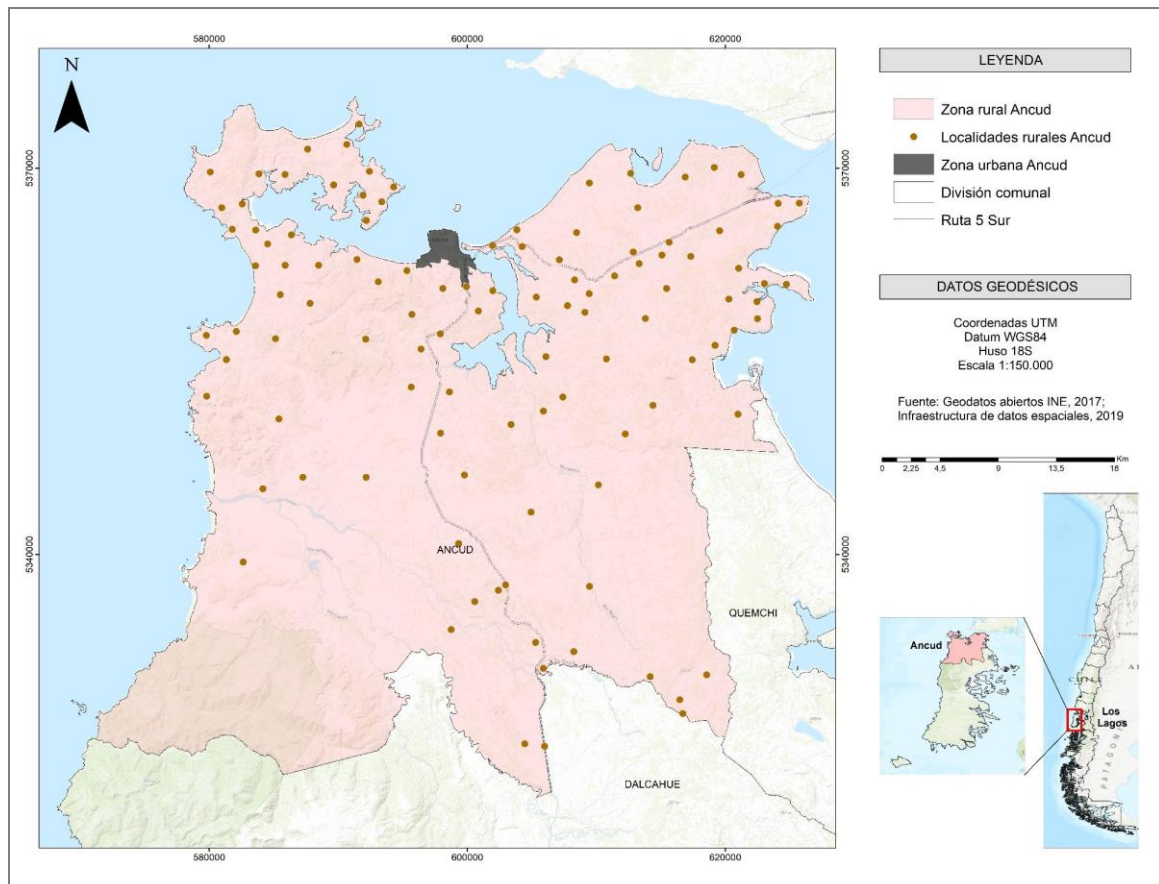 580000
600000
620000
N
5370000
5370000
5340000
5340000
ANCUD
QUEMCHI
DALCAHUE
580000
600000
620000
LEYENDA
Zona rural Ancud
Localidades rurales Ancud
Zona urbana Ancud
División comunal
Ruta 5 Sur
DATOS GEODÉSICOS
Coordenadas UTM
Datum WGS84
Huso 18S
Escala 1:150.000
Fuente: Geodatos abiertos INE, 2017;
Infraestructura de datos espaciales, 2019
Km
0 2,25 4,5 9 13,5 18
Ancud
Los
Lagos